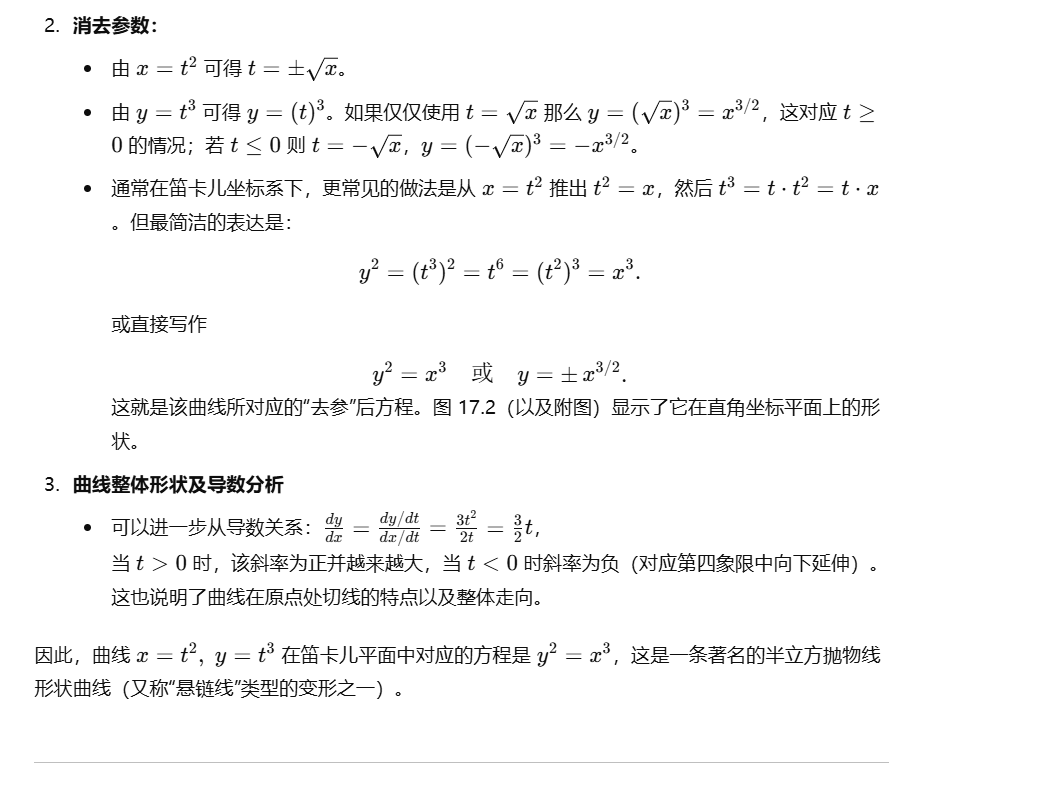 2. 消去参数：
• 由 x = t² 可得 t = ±√x。
• 由 y = t³ 可得 y = (t)³。如果仅仅使用 t = √x 那么 y = (√x)³ = x^{3/2}，这对应 t ≥
0 的情况；若 t ≤ 0 则 t = −√x，y = (−√x)³ = −x^{3/2}。
• 通常在笛卡儿坐标系下，更常见的做法是从 x = t² 推出 t² = x，然后 t³ = t · t² = t · x
。但最简洁的表达是：
y² = (t³)² = t⁶ = (t²)³ = x³.
或直接写作
y² = x³ 或 y = ± x^{3/2}.
这就是该曲线所对应的“去参”后方程。图 17.2（以及附图）显示了它在直角坐标平面上的形
状。
3. 曲线整体形状及导数分析
• 可以进一步从导数关系：dy/dx = (dy/dt)/(dx/dt) = 3t²/2t = 3/2 t,
当 t > 0 时，该斜率为正并越来越大，当 t < 0 时斜率为负（对应第四象限中向下延伸）。
这也说明了曲线在原点处切线的特点以及整体走向。
因此，曲线 x = t², y = t³ 在笛卡儿平面中对应的方程是 y² = x³，这是一条著名的半立方抛物线
形状曲线（又称“悬链线”类型的变形之一）。